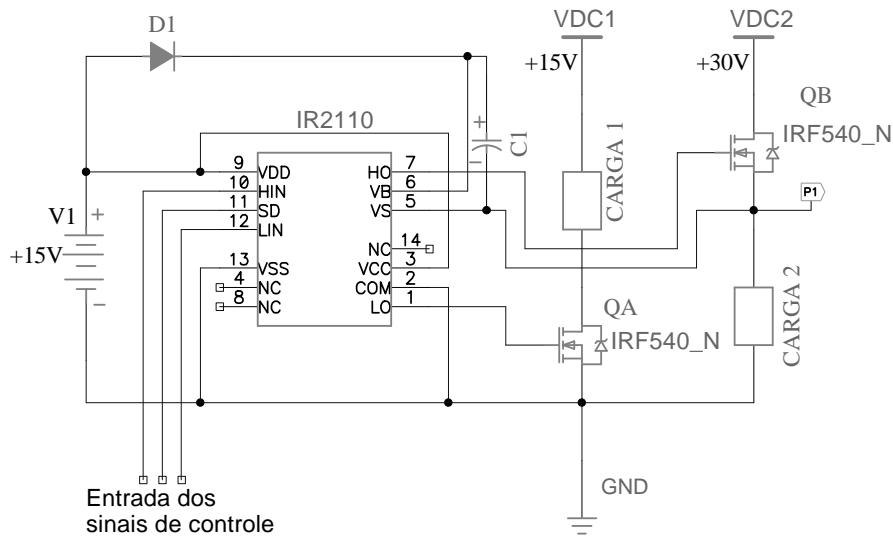 D1
VDC1
VDC2
+15V
+30V
QB
IR2110
IRF540_N
+
C1
-
CARGA 1
9 VDD
HO 7
10 HIN
VB 6
11 SD
VS 5
12 LIN
NC 14
13 VSS
VCC 3
4 NC
COM 2
8 NC
LO 1
P1
V1
+
+15V
-
QA
IRF540_N
CARGA 2
GND
Entrada dos
sinais de controle